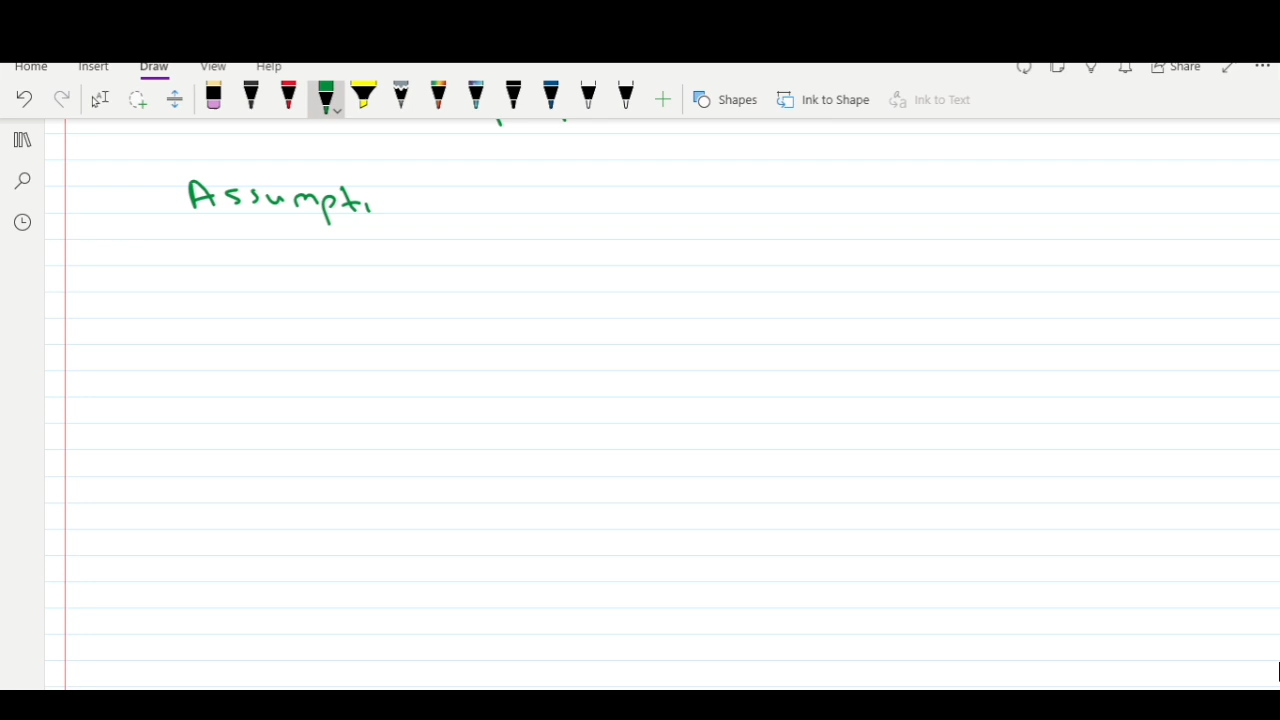 Home Insert Draw View Help Share
Shapes Ink to Shape Ink to Text
Assumpti